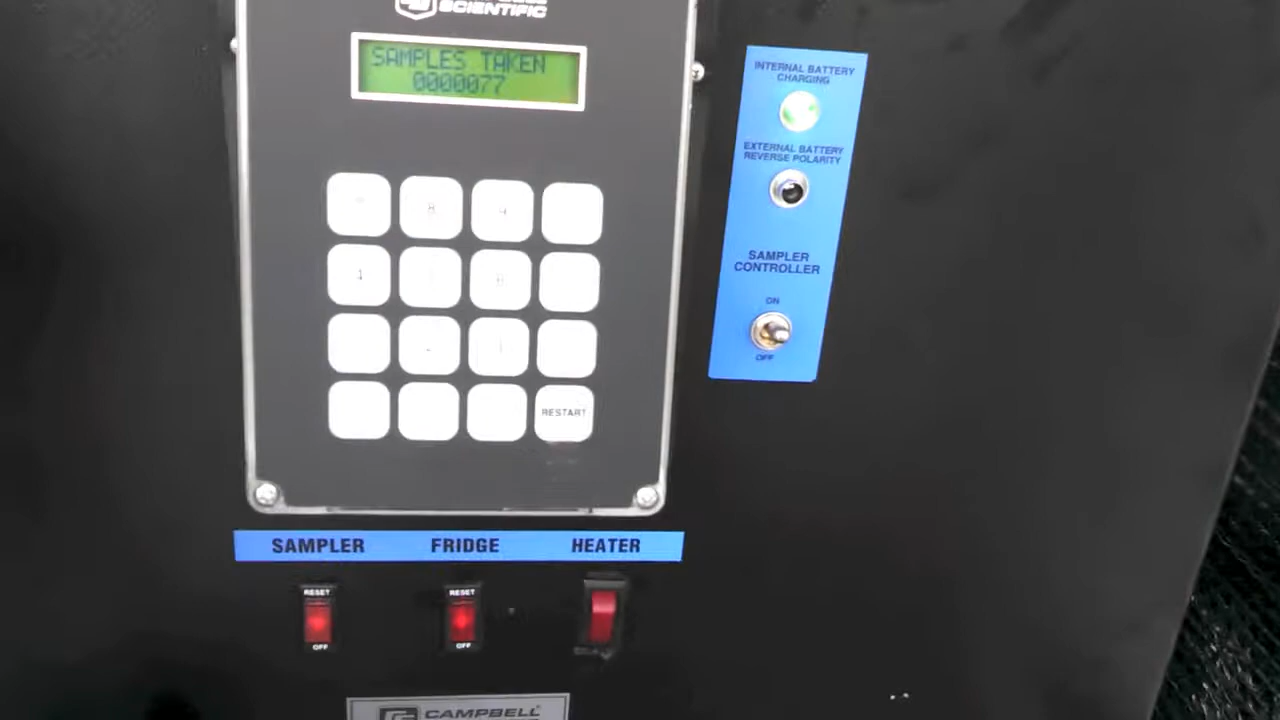 SCIENTIFIC
SAMPLES TAKEN
0000077
INTERNAL BATTERY
CHARGING
EXTERNAL BATTERY
REVERSE POLARITY
SAMPLER
CONTROLLER
ON
OFF
RESTART
SAMPLER FRIDGE HEATER
RESET RESET
OFF OFF
CAMPBELL